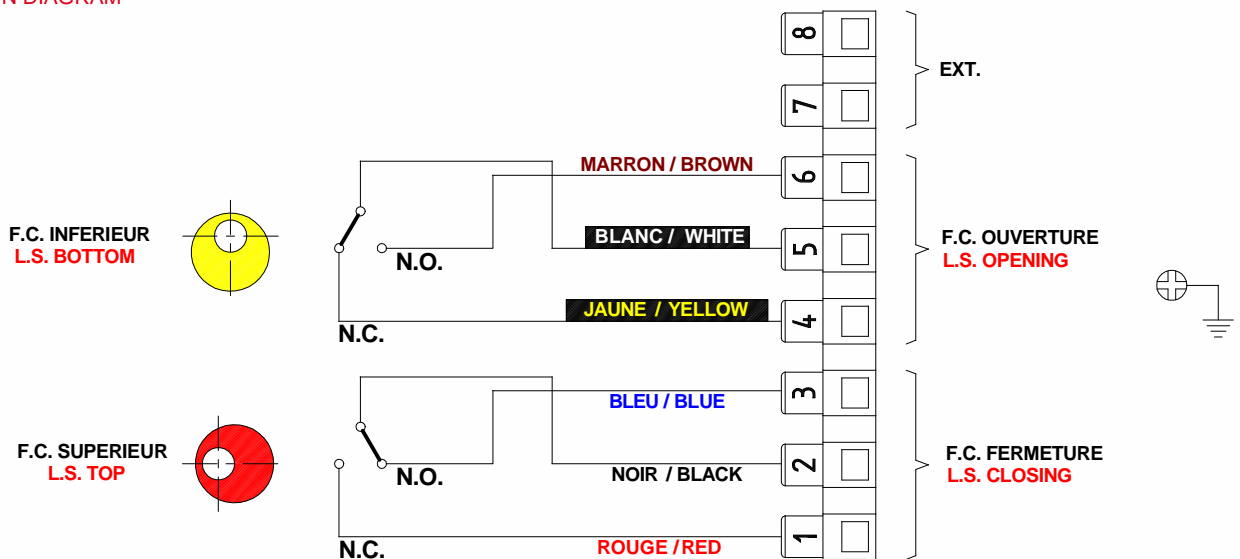 N DIAGRAM
8
EXT.
7
MARRON / BROWN
6
F.C. INFERIEUR
L.S. BOTTOM
N.O.
BLANC / WHITE
5
F.C. OUVERTURE
L.S. OPENING
JAUNE / YELLOW
4
N.C.
BLEU / BLUE
3
F.C. SUPERIEUR
L.S. TOP
N.O.
NOIR / BLACK
2
F.C. FERMETURE
L.S. CLOSING
N.C.
ROUGE / RED
1